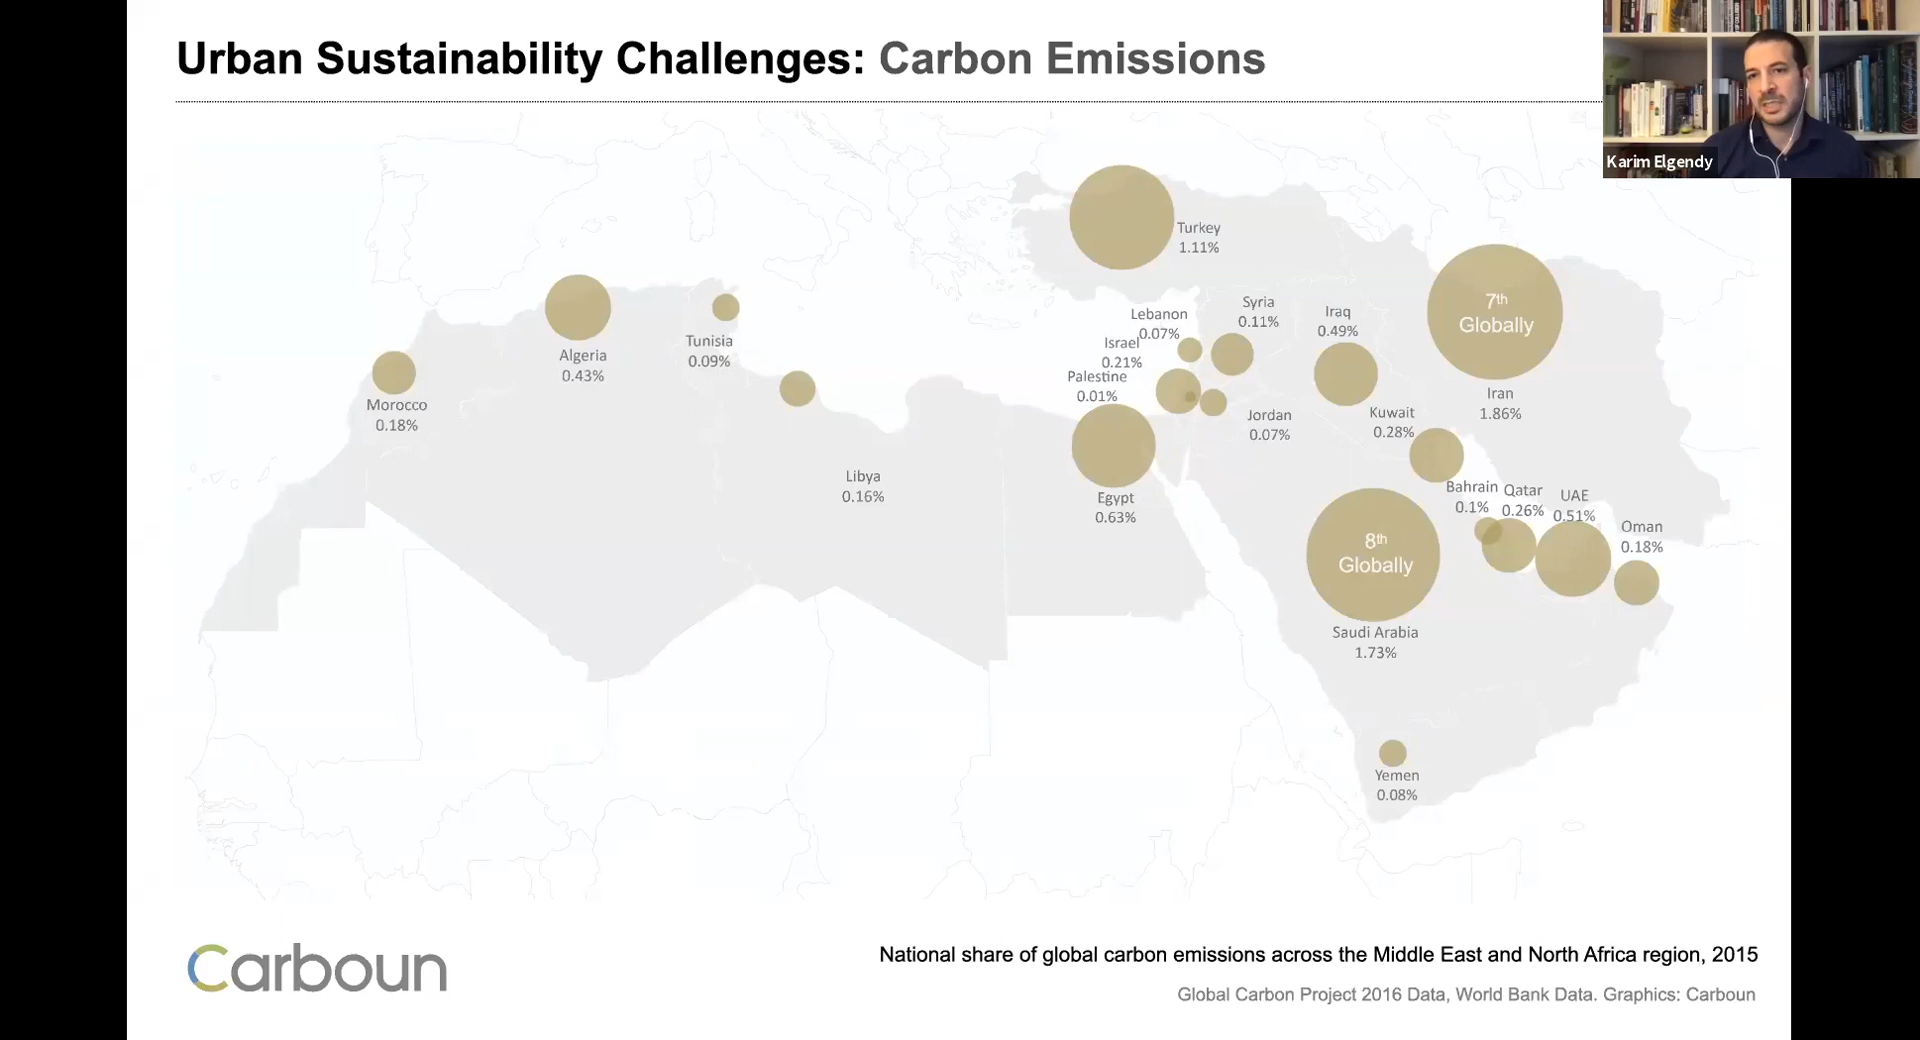 Urban Sustainability Challenges: Carbon Emissions
Karim Elgendy
Turkey
1.11%
7th
Globally
Iran
1.86%
Syria
0.11%
Iraq
0.49%
Lebanon
0.07%
Israel
0.21%
Palestine
0.01%
Algeria
0.43%
Tunisia
0.09%
Morocco
0.18%
Jordan
0.07%
Kuwait
0.28%
Libya
0.16%
Egypt
0.63%
Bahrain
0.1%
Qatar
0.26%
UAE
0.51%
Oman
0.18%
8th
Globally
Saudi Arabia
1.73%
Yemen
0.08%
Carboun
National share of global carbon emissions across the Middle East and North Africa region, 2015
Global Carbon Project 2016 Data, World Bank Data. Graphics: Carboun